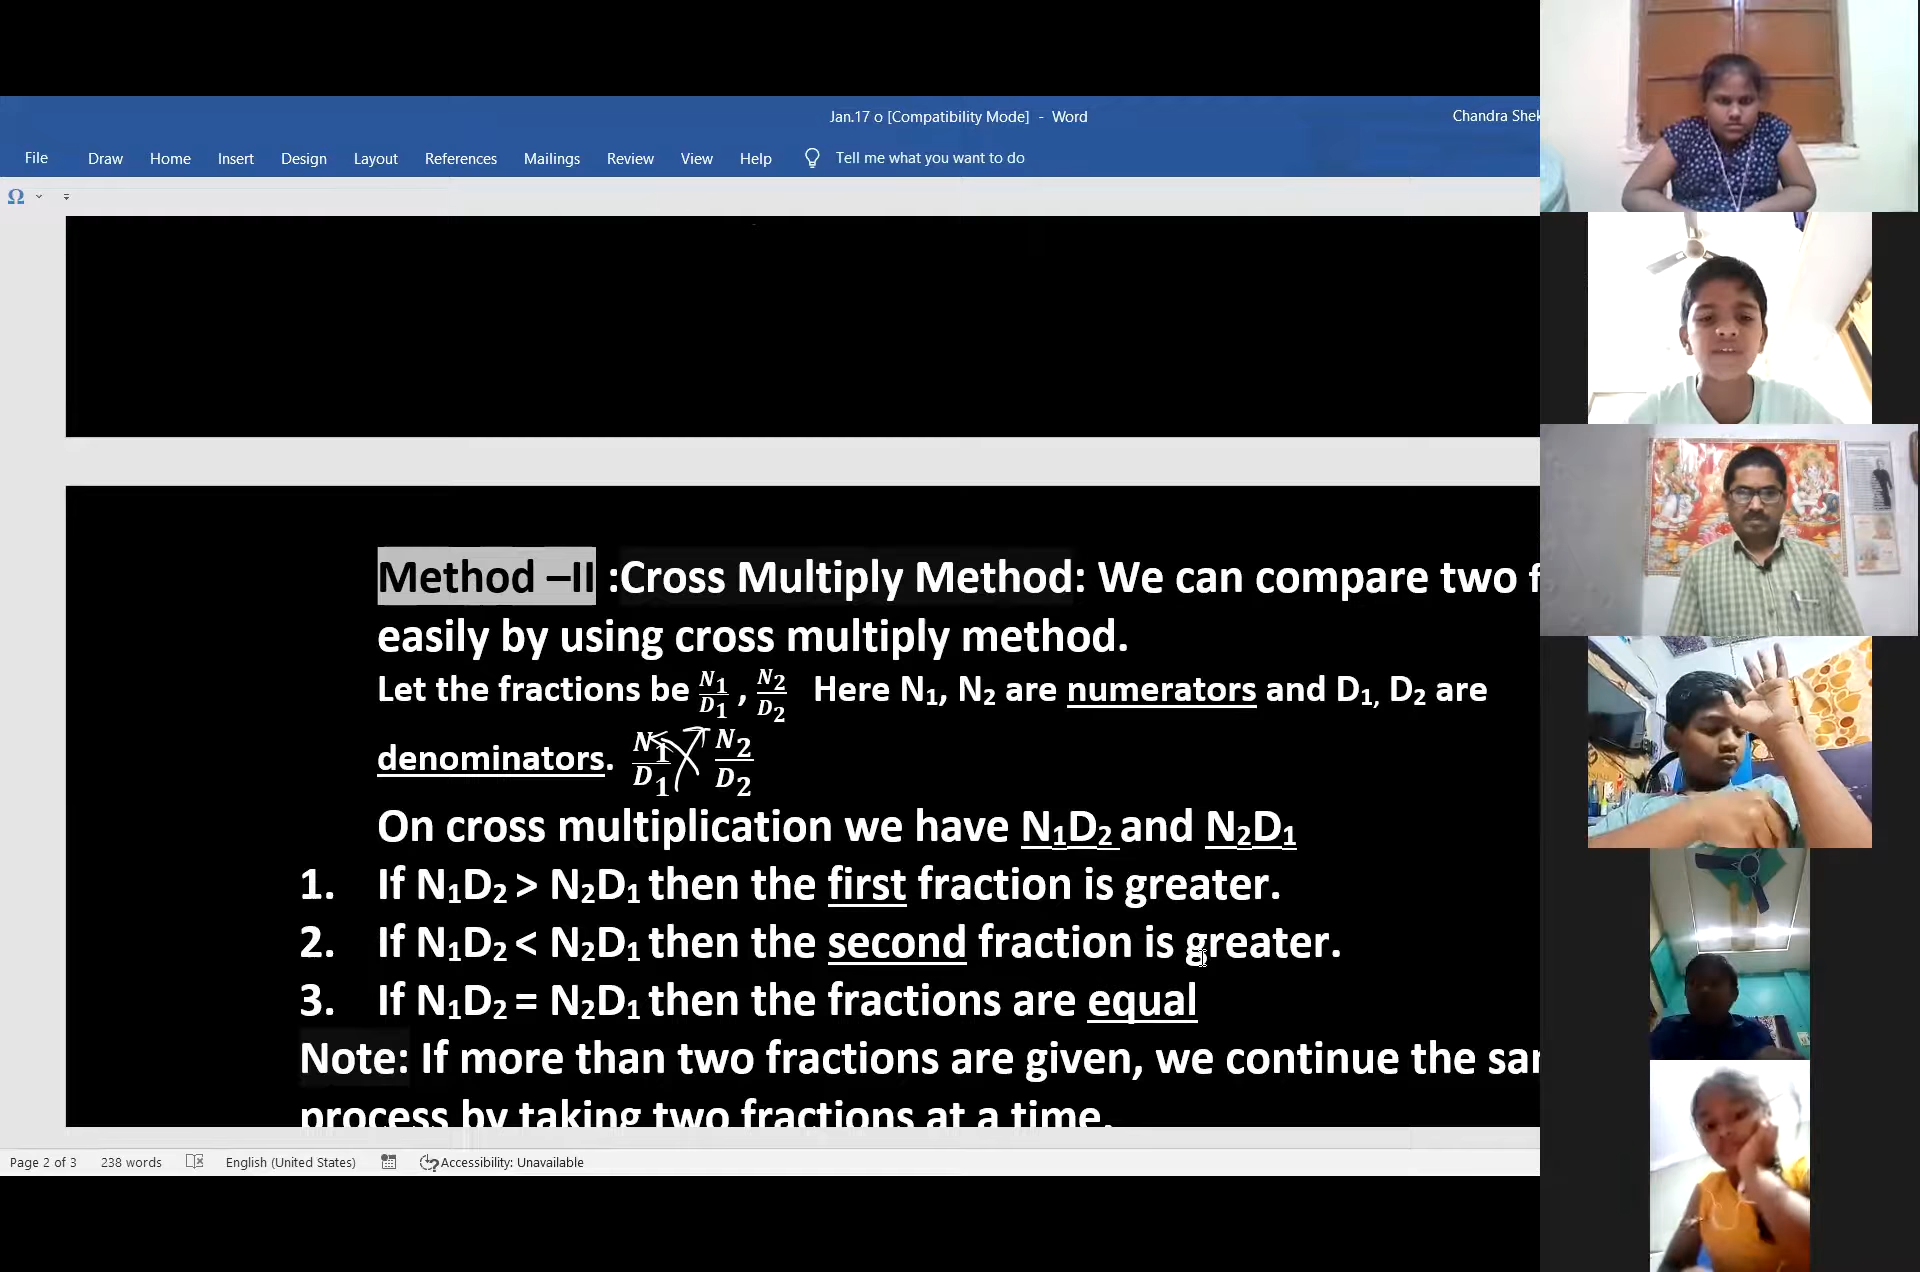 Jan.17 o [Compatibility Mode] - Word
Chandra Shek
File Draw Home Insert Design Layout References Mailings Review View Help Tell me what you want to do
Ω
Method –II :Cross Multiply Method: We can compare two f
easily by using cross multiply method.
Let the fractions be N₁/D₁ , N₂/D₂ Here N₁, N₂ are numerators and D₁, D₂ are
denominators. N₁/D₁ N₂/D₂
On cross multiplication we have N₁D₂ and N₂D₁
1. If N₁D₂ > N₂D₁ then the first fraction is greater.
2. If N₁D₂ < N₂D₁ then the second fraction is greater.
3. If N₁D₂ = N₂D₁ then the fractions are equal
Note: If more than two fractions are given, we continue the sam
process by taking two fractions at a time.
Page 2 of 3 238 words English (United States) Accessibility: Unavailable